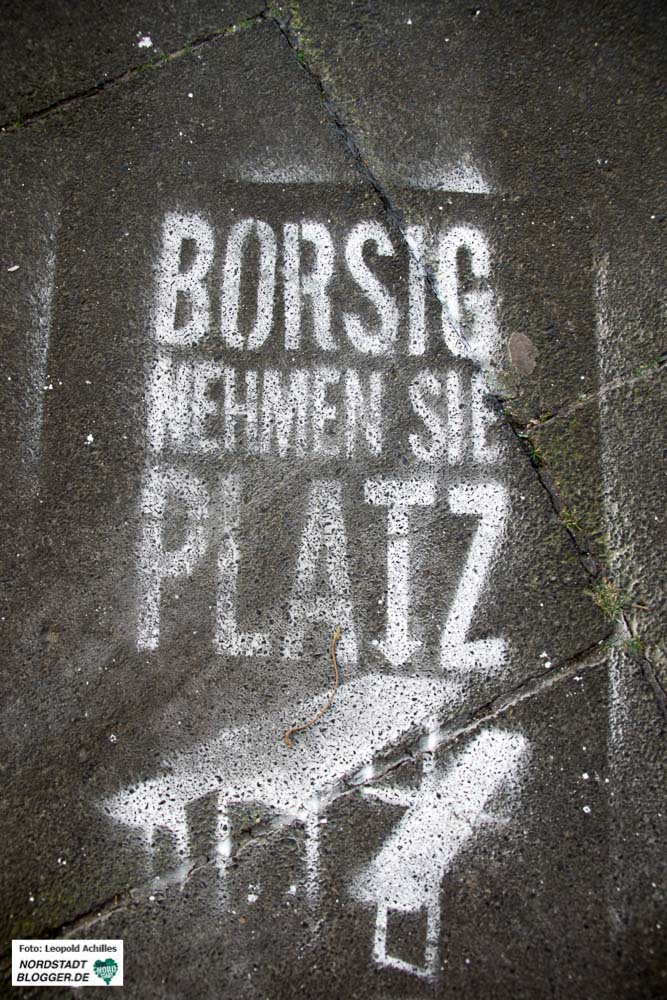 BORSIG
NEHMEN SIE
PLATZ
Foto: Leopold Achilles
NORDSTADT
BLOGGER.DE